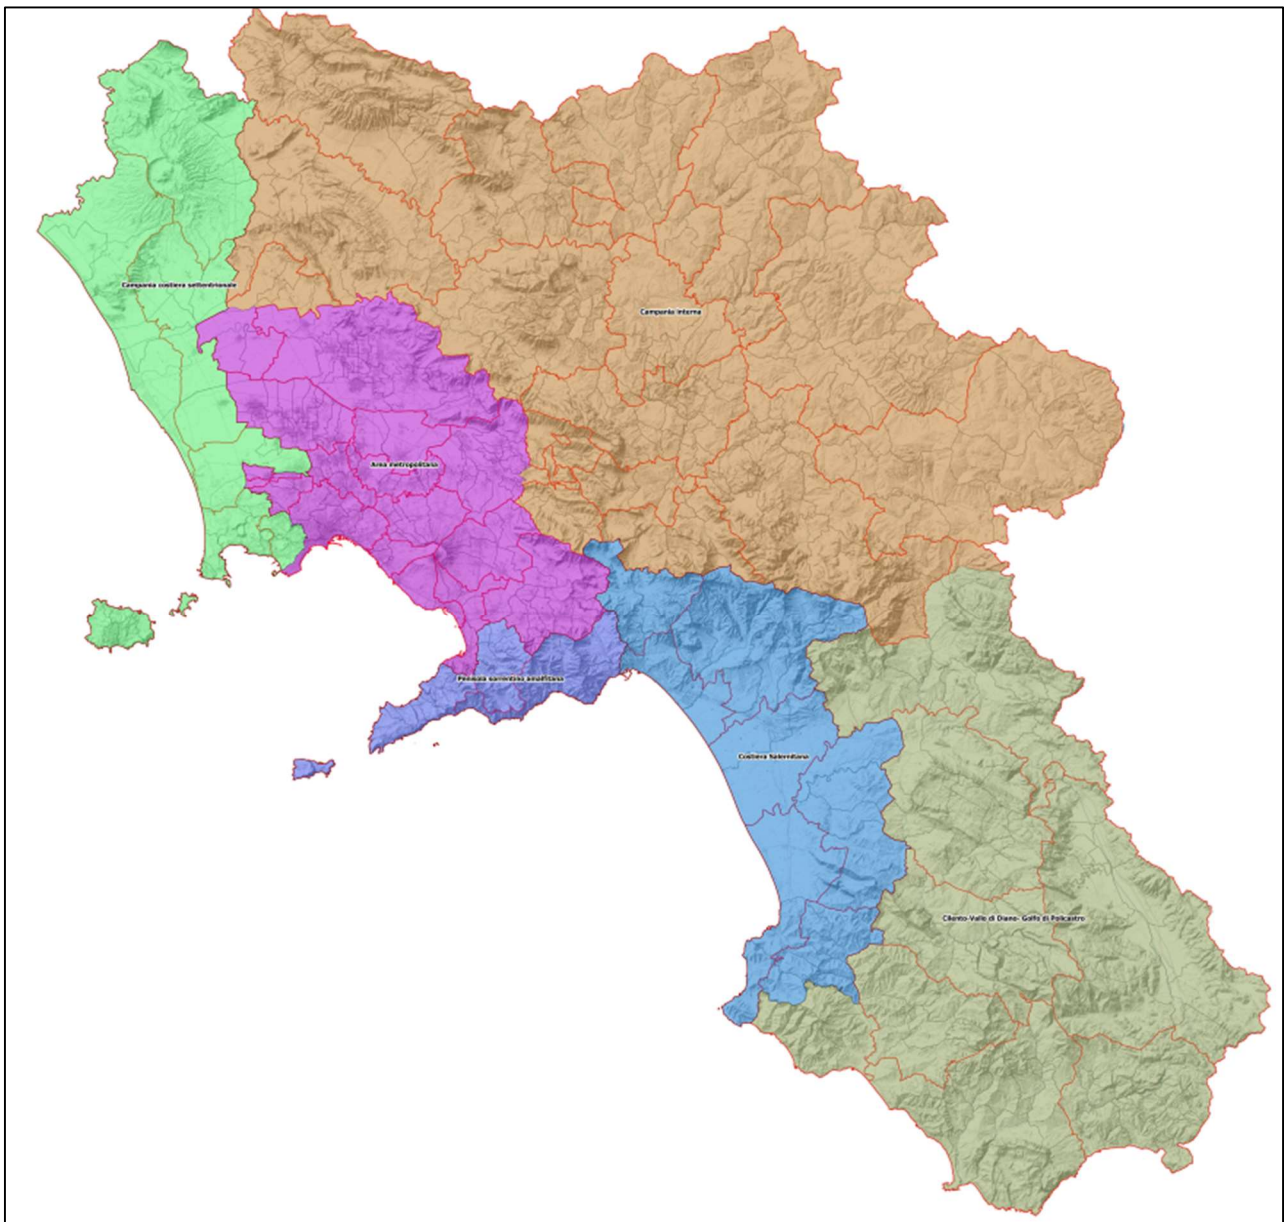 Campania costiera settentrionale
Campania interna
Area metropolitana
Penisola sorrentino amalfitana
Costiera Salernitana
Cilento-Vallo di Diano- Golfo di Policastro